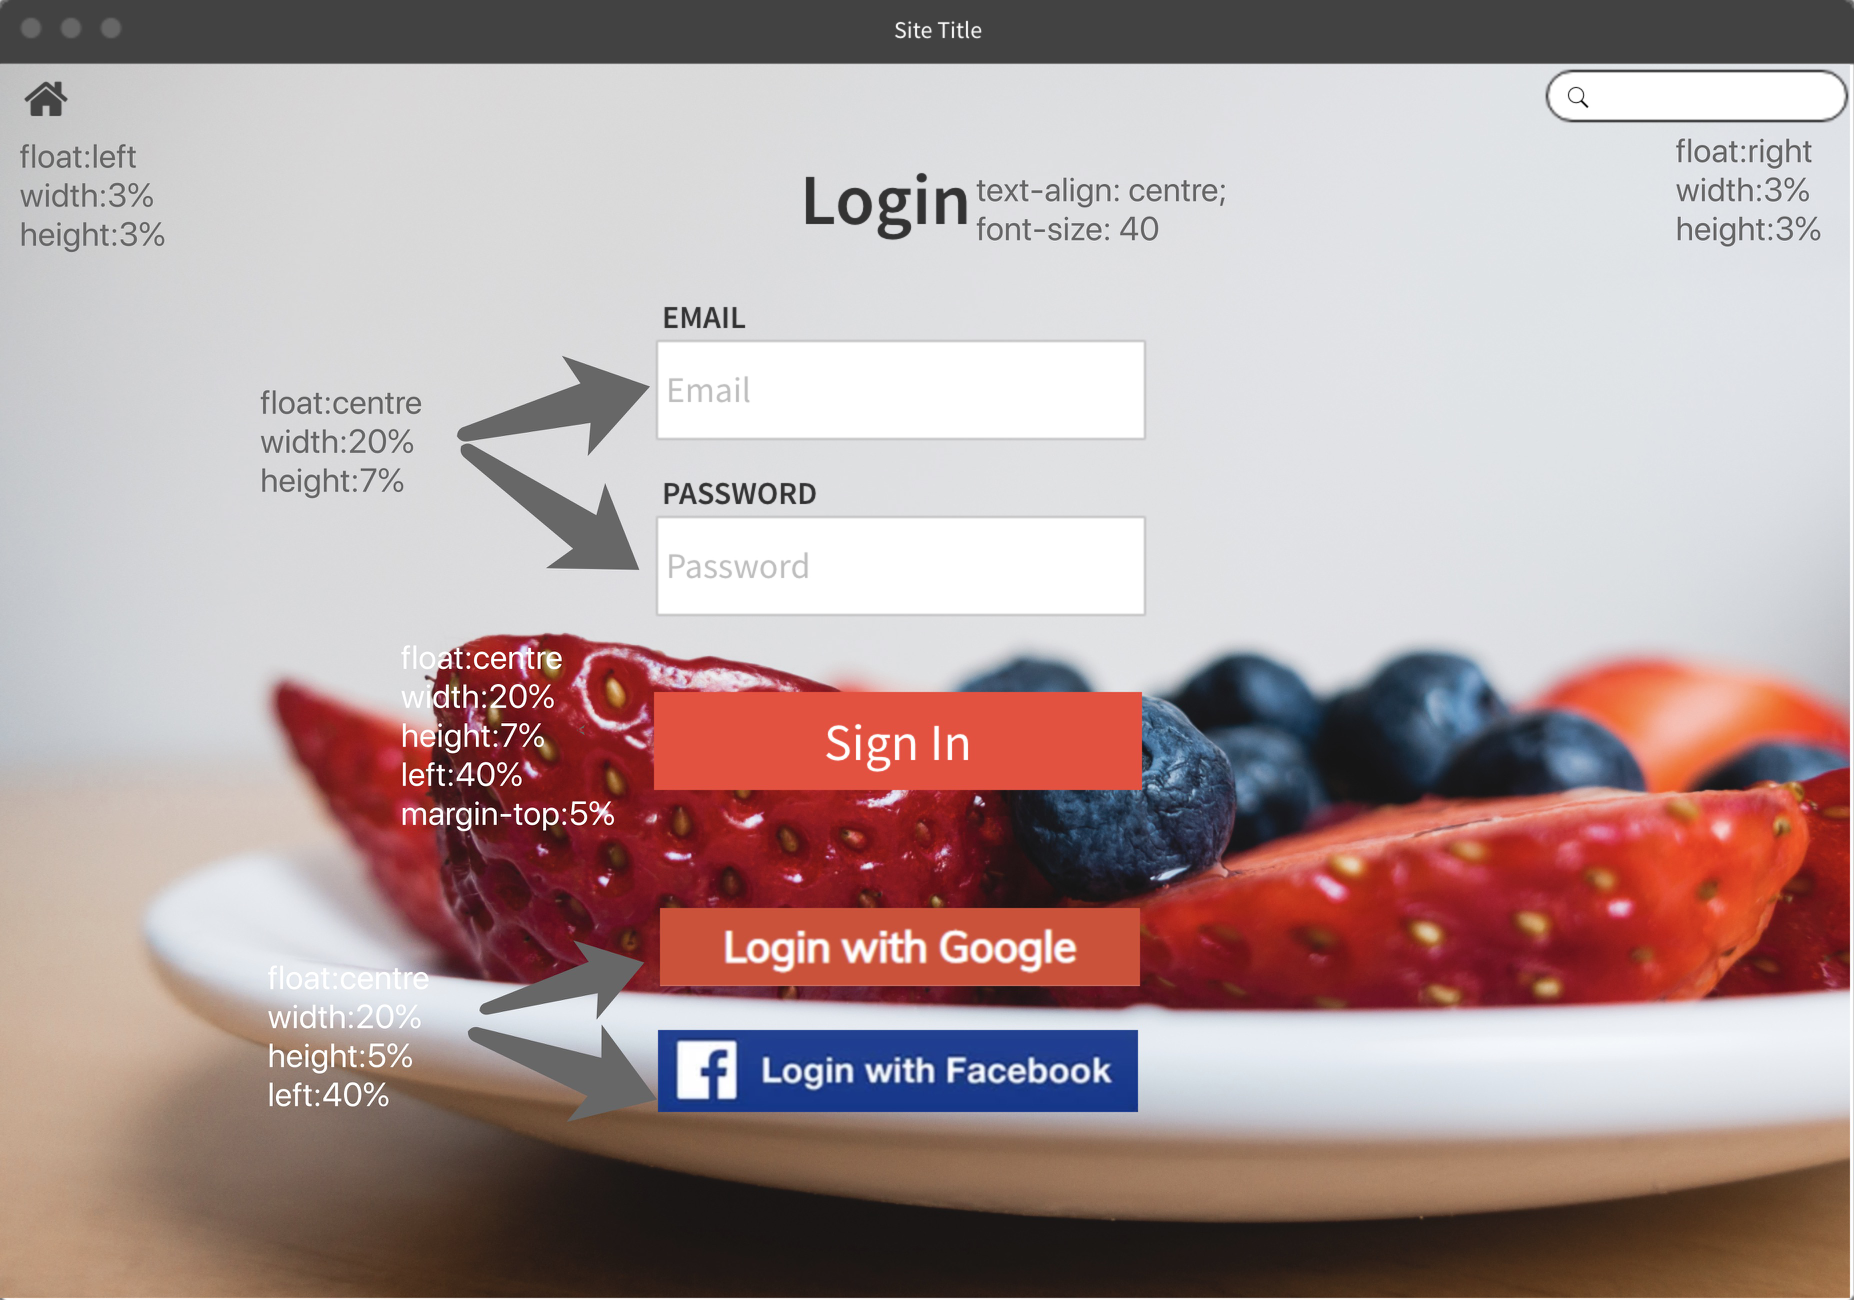 Site Title
float:left
width:3%
height:3%
float:right
width:3%
height:3%
Login
text-align: centre;
font-size: 40
EMAIL
Email
float:centre
width:20%
height:7%
PASSWORD
Password
float:centre
width:20%
height:7%
left:40%
margin-top:5%
Sign In
Login with Google
float:centre
width:20%
height:5%
left:40%
f Login with Facebook